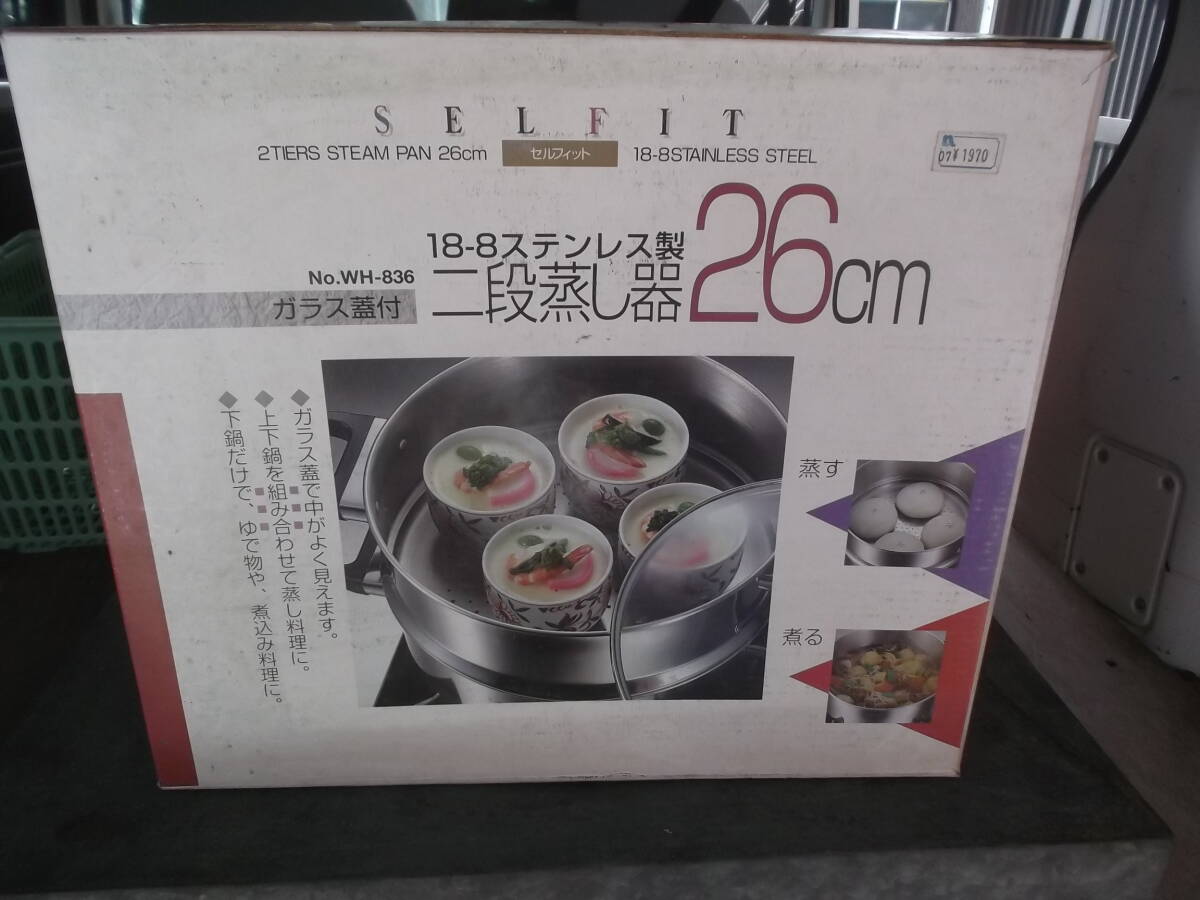 SELFIT
2TIERS STEAM PAN 26cm セルフィット 18-8STAINLESS STEEL
07¥1970
18-8ステンレス製
No.WH-836
ガラス蓋付
二段蒸し器
26cm
◆ガラス蓋で中がよく見えます。
◆上下鍋を組み合わせて蒸し料理に。
◆下鍋だけで、ゆで物や、煮込み料理に。
蒸す
煮る